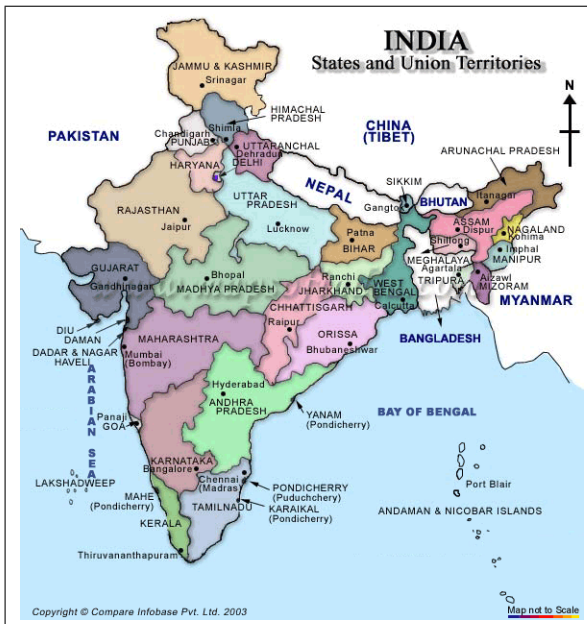 INDIA
States and Union Territories
N
JAMMU & KASHMIR
Srinagar
HIMACHAL
PRADESH
Shimla
Chandigarh
PUNJAB
PAKISTAN
CHINA
(TIBET)
UTTARANCHAL
Dehradun
HARYANA
DELHI
ARUNACHAL PRADESH
Itanagar
SIKKIM
Gangtok
NEPAL
BHUTAN
RAJASTHAN
Jaipur
UTTAR
PRADESH
Lucknow
Patna
BIHAR
ASSAM
Dispur
NAGALAND
Kohima
Shillong
MEGHALAYA
Imphal
MANIPUR
Agartala
TRIPURA
Aizawl
MIZORAM
MYANMAR
GUJARAT
Gandhinagar
Bhopal
MADHYA PRADESH
Ranchi
JHARKHAND
WEST
BENGAL
Calcutta
CHHATTISGARH
Raipur
BANGLADESH
DIU
DAMAN
DADAR & NAGAR
HAVELI
MAHARASHTRA
Mumbai
(Bombay)
ORISSA
Bhubaneshwar
Hyderabad
ANDHRA
PRADESH
YANAM
(Pondicherry)
BAY OF BENGAL
ARABIAN SEA
Panaji
GOA
KARNATAKA
Bangalore
Chennai
(Madras)
PONDICHERRY
(Puduchchery)
LAKSHADWEEP
MAHE
(Pondicherry)
TAMILNADU
KARAIKAL
(Pondicherry)
Port Blair
ANDAMAN & NICOBAR ISLANDS
KERALA
Thiruvananthapuram
Copyright © Compare Infobase Pvt. Ltd. 2003
Map not to Scale